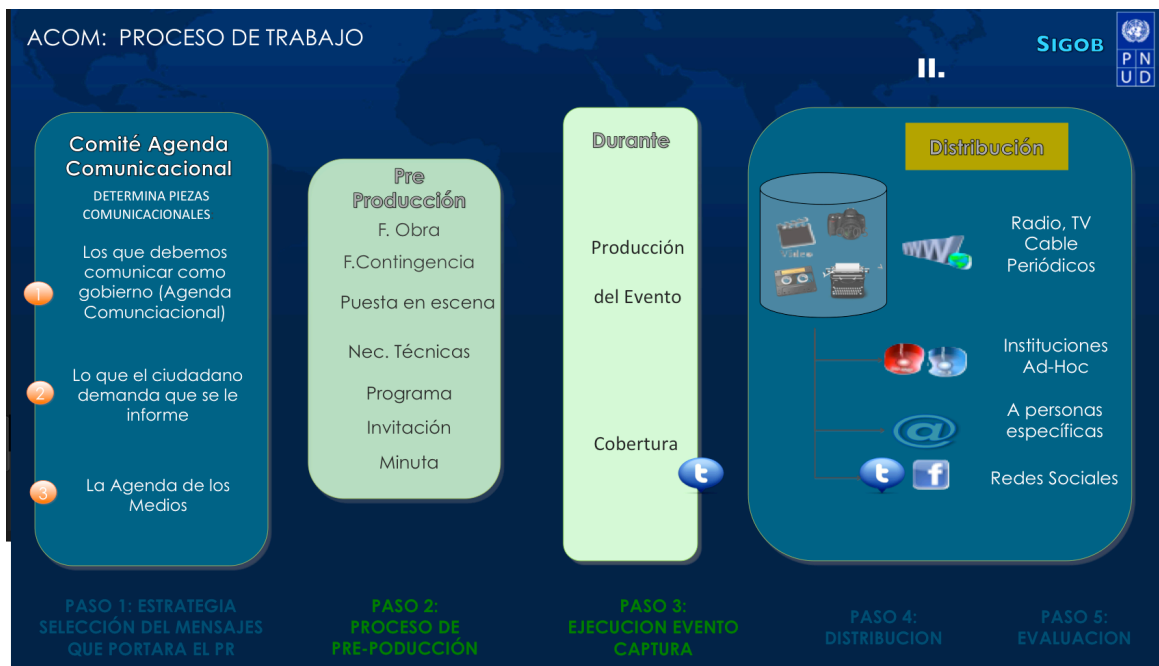 ACOM: PROCESO DE TRABAJO
SIGOB
P N
U D
II.
Comité Agenda
Comunicacional
DETERMINA PIEZAS
COMUNICACIONALES
1
Los que debemos
comunicar como
gobierno (Agenda
Comunciacional)
2
Lo que el ciudadano
demanda que se le
informe
3
La Agenda de los
Medios
Pre
Producción
F. Obra
F.Contingencia
Puesta en escena
Nec. Técnicas
Programa
Invitación
Minuta
Durante
Producción
del Evento
Cobertura
t
Distribución
Video
WWW
Radio, TV
Cable
Periódicos
Instituciones
Ad-Hoc
@
A personas
específicas
t f
Redes Sociales
PASO 1: ESTRATEGIA
SELECCIÓN DEL MENSAJES
QUE PORTARA EL PR
PASO 2:
PROCESO DE
PRE-PODUCCIÓN
PASO 3:
EJECUCION EVENTO
CAPTURA
PASO 4:
DISTRIBUCION
PASO 5:
EVALUACION